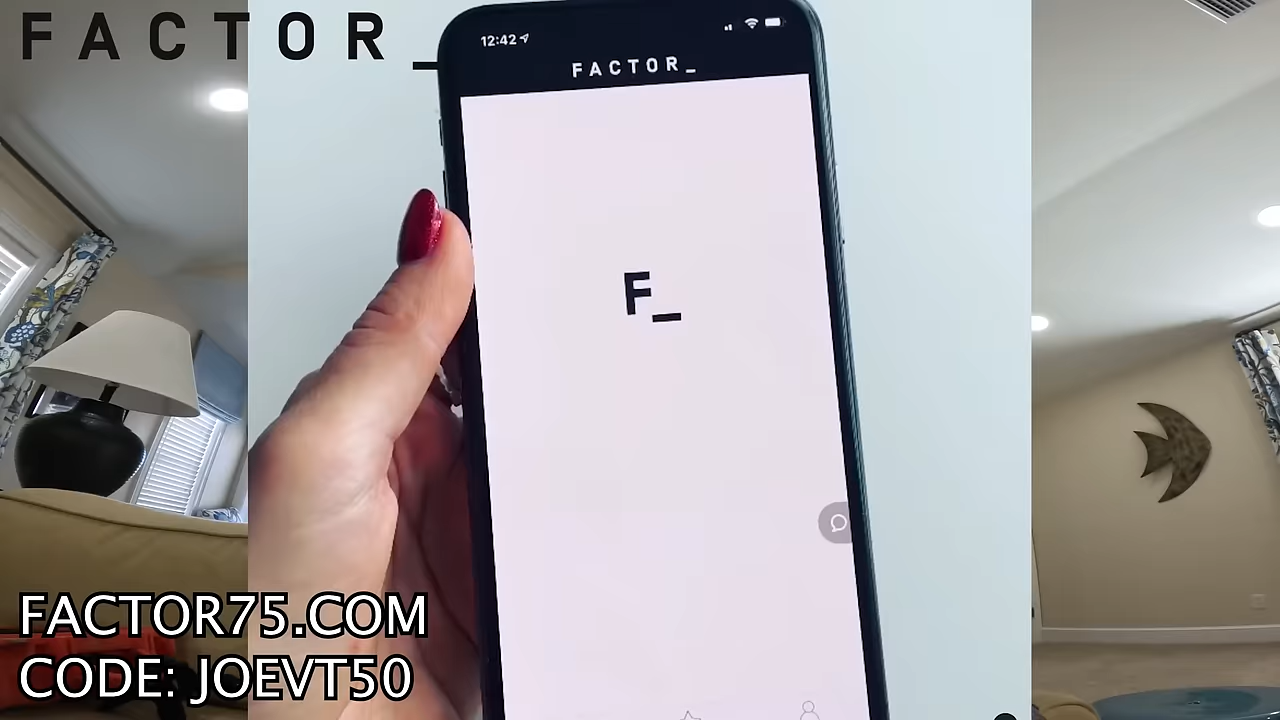 FACTOR_
12:42
FACTOR_
F_
FACTOR75.COM
CODE: JOEVT50